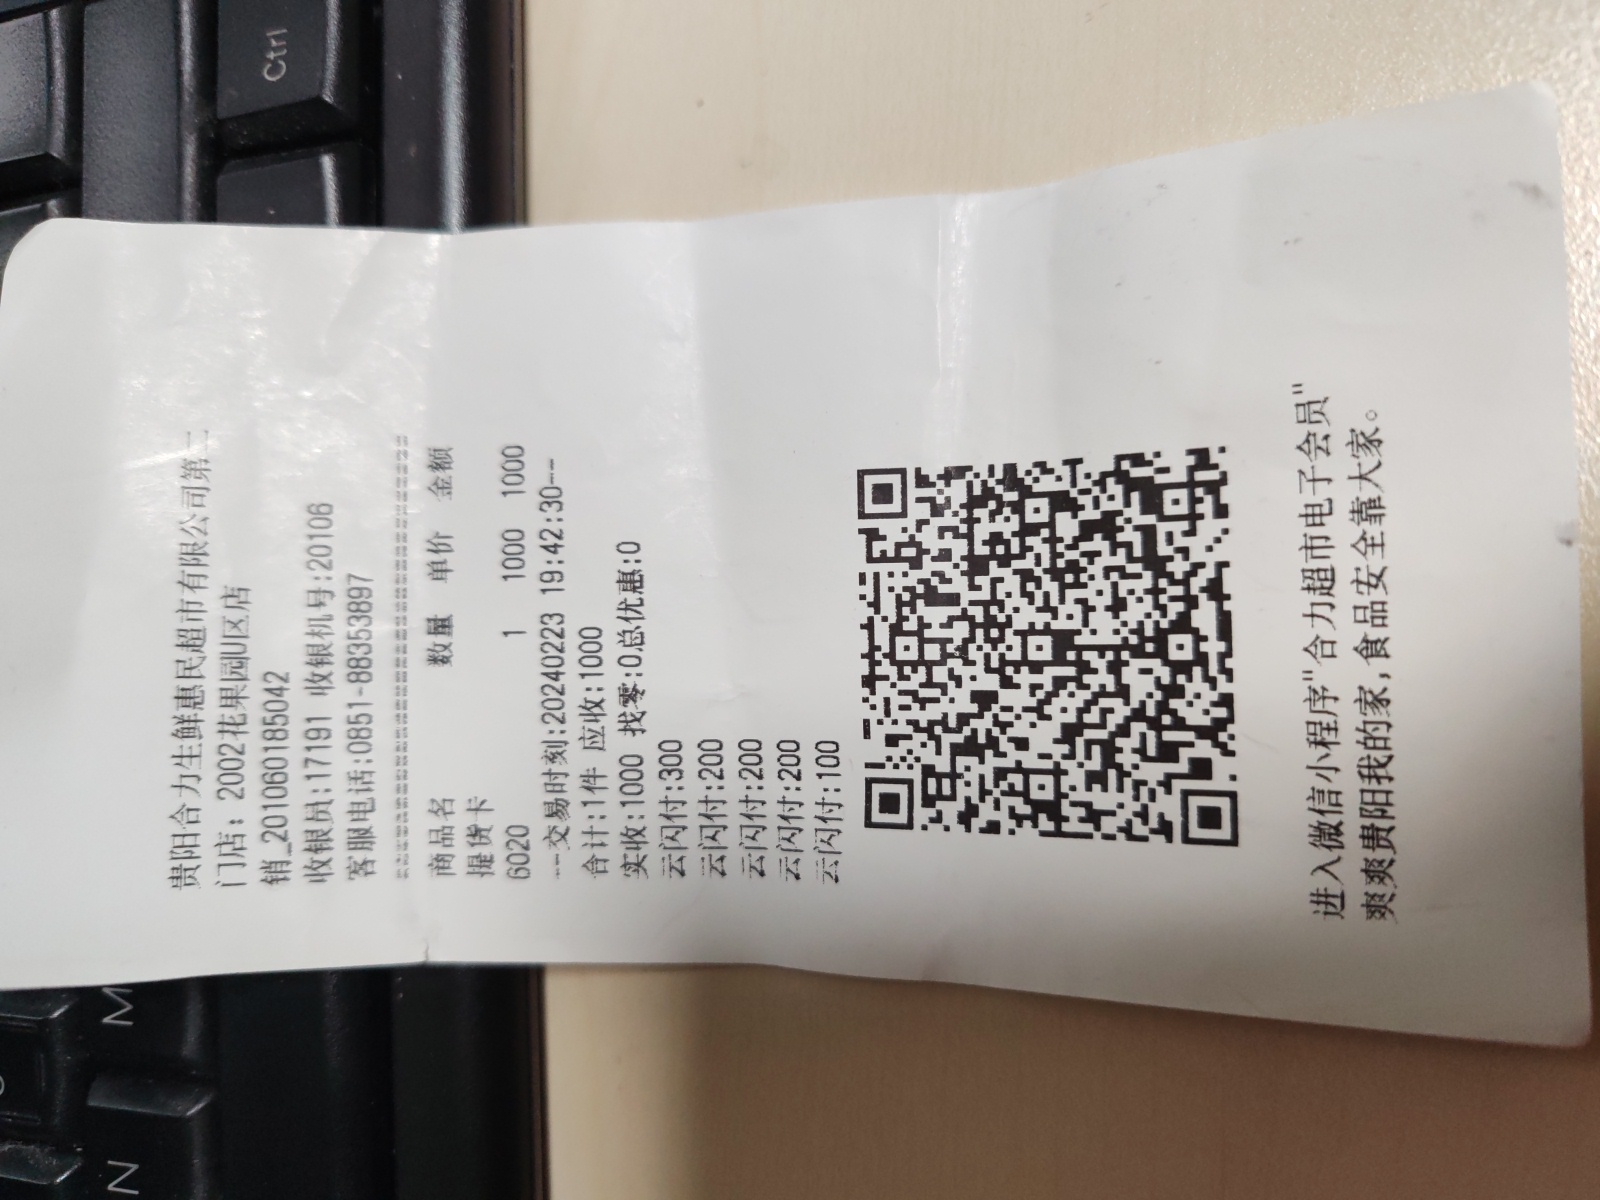 贵阳合力生鲜惠民超市有限公司第二
门店: 2002花果园U区店
销_201060185042
收银员:17191 收银机号:20106
客服电话:0851-88353897
商品名 数量 单价 金额
提货卡
6020 1 1000 1000
---交易时刻:20240223 19:42:30--
合计:1件 应收:1000
实收:1000 找零:0总优惠:0
云闪付:300
云闪付:200
云闪付:200
云闪付:200
云闪付:100
进入微信小程序"合力超市电子会员"
爽爽贵阳我的家,食品安全靠大家。
Ctrl
M
N